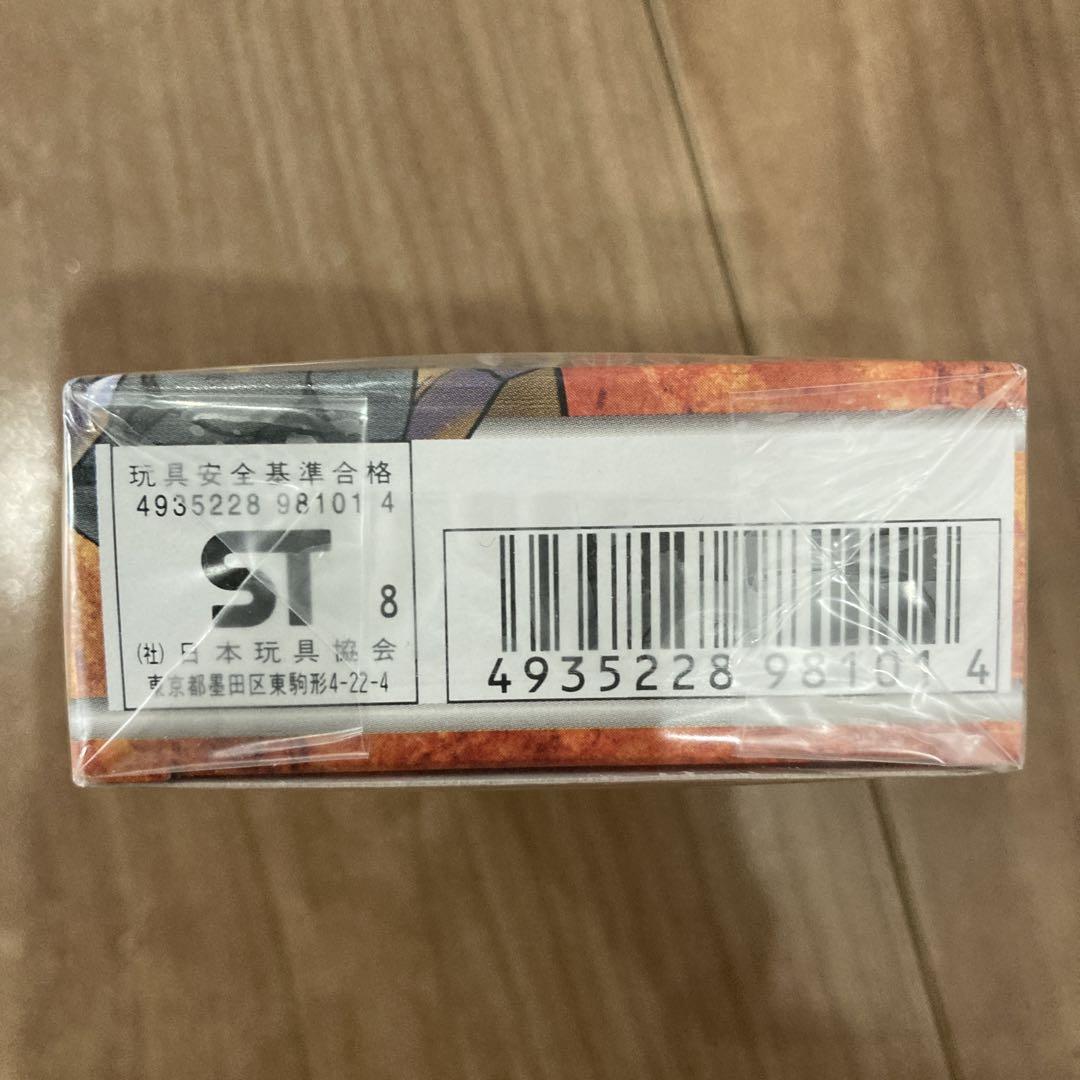 玩具安全基準合格
4935228 98101 4
ST
8
(社)日本玩具協会
東京都墨田区東駒形4-22-4
4935228 98101 4